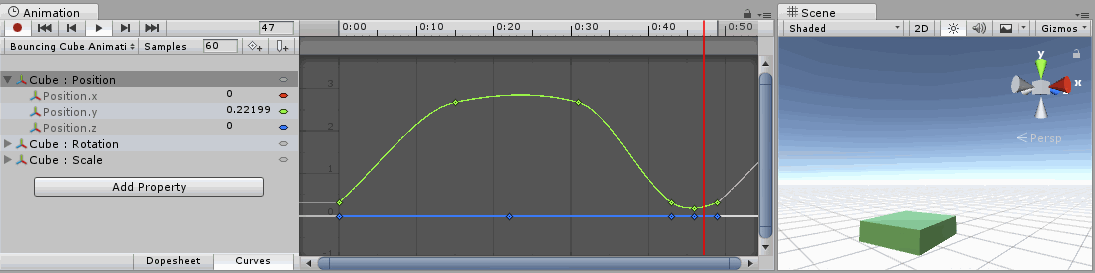 Animation
47
0:00 0:10 0:20 0:30 0:40 0:50
Bouncing Cube Animati Samples 60
Cube : Position
Position.x 0
Position.y 0.22199
Position.z 0
Cube : Rotation
Cube : Scale
Add Property
3
2
1
0
Dopesheet Curves
Scene
Shaded 2D Gizmos
y
x
Persp